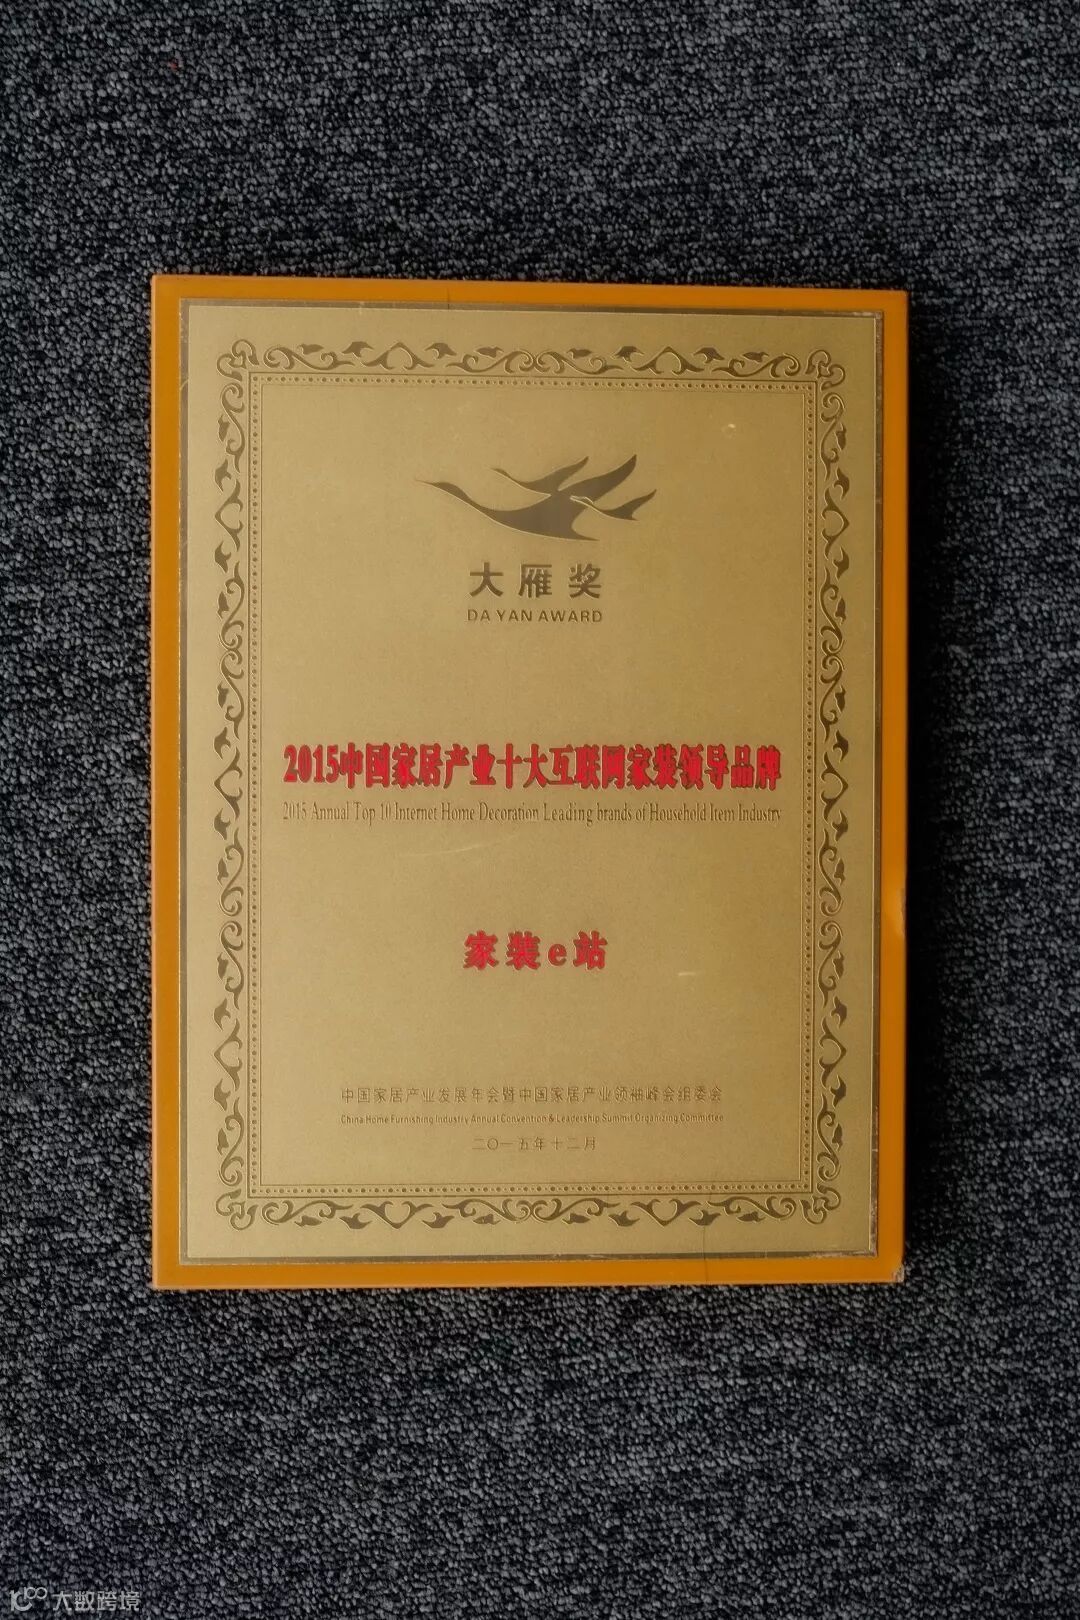 大雁奖
DA YAN AWARD
2015中国家居产业十大互联网家装领导品牌
2015 Annual Top 10 Internet Home Decoration Leading brands of Household Item Industry
家装e站
中国家居产业发展年会暨中国家居产业领袖峰会组委会
China Home Furnishing Industry Annual Convention & Leadership Summit Organizing Committee
二〇一五年十二月
大数跨境